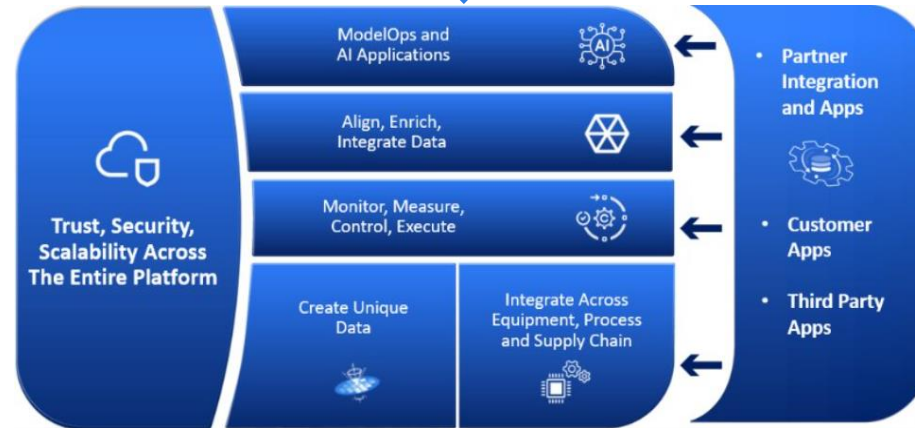 Trust, Security,
Scalability Across
The Entire Platform
ModelOps and
AI Applications
AI
Align, Enrich,
Integrate Data
Monitor, Measure,
Control, Execute
Create Unique
Data
Integrate Across
Equipment, Process
and Supply Chain
• Partner
Integration
and Apps
• Customer
Apps
• Third Party
Apps